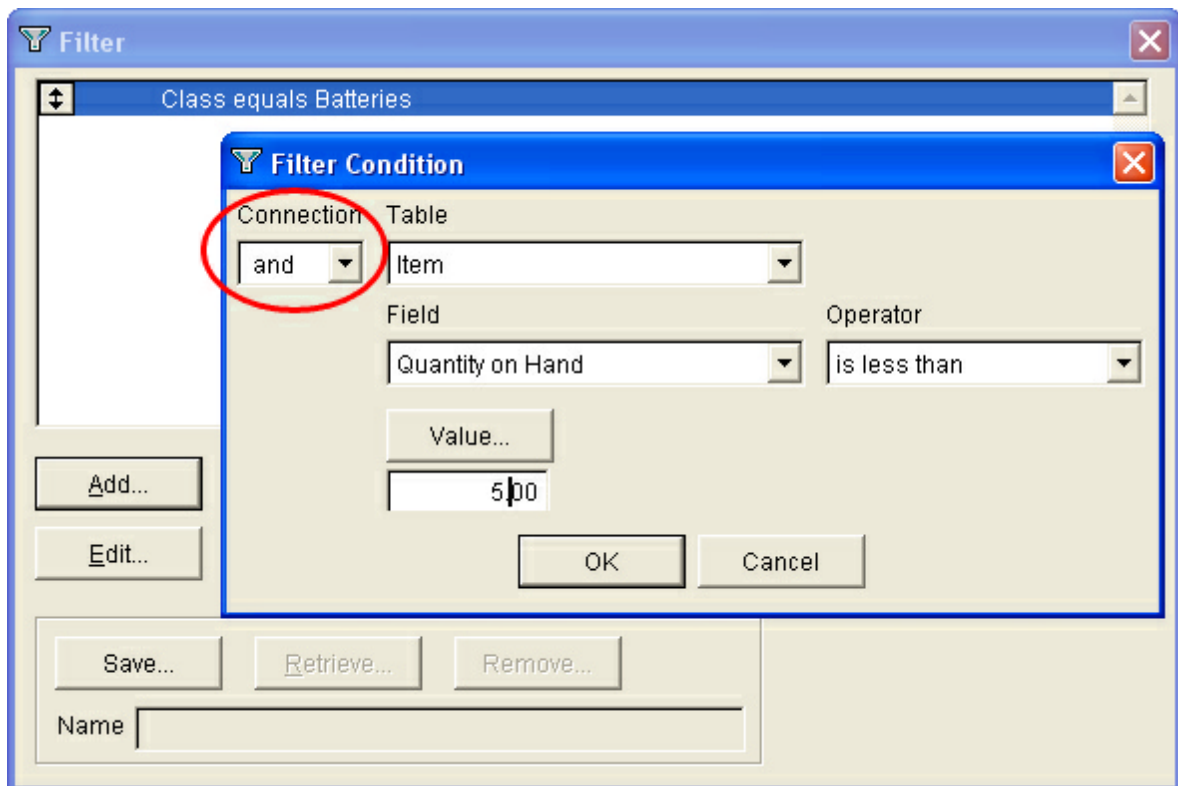 Filter
Class equals Batteries
Filter Condition
Connection Table
and Item
Field Operator
Quantity on Hand is less than
Value...
5.00
Add...
OK Cancel
Edit...
Save... Retrieve... Remove...
Name